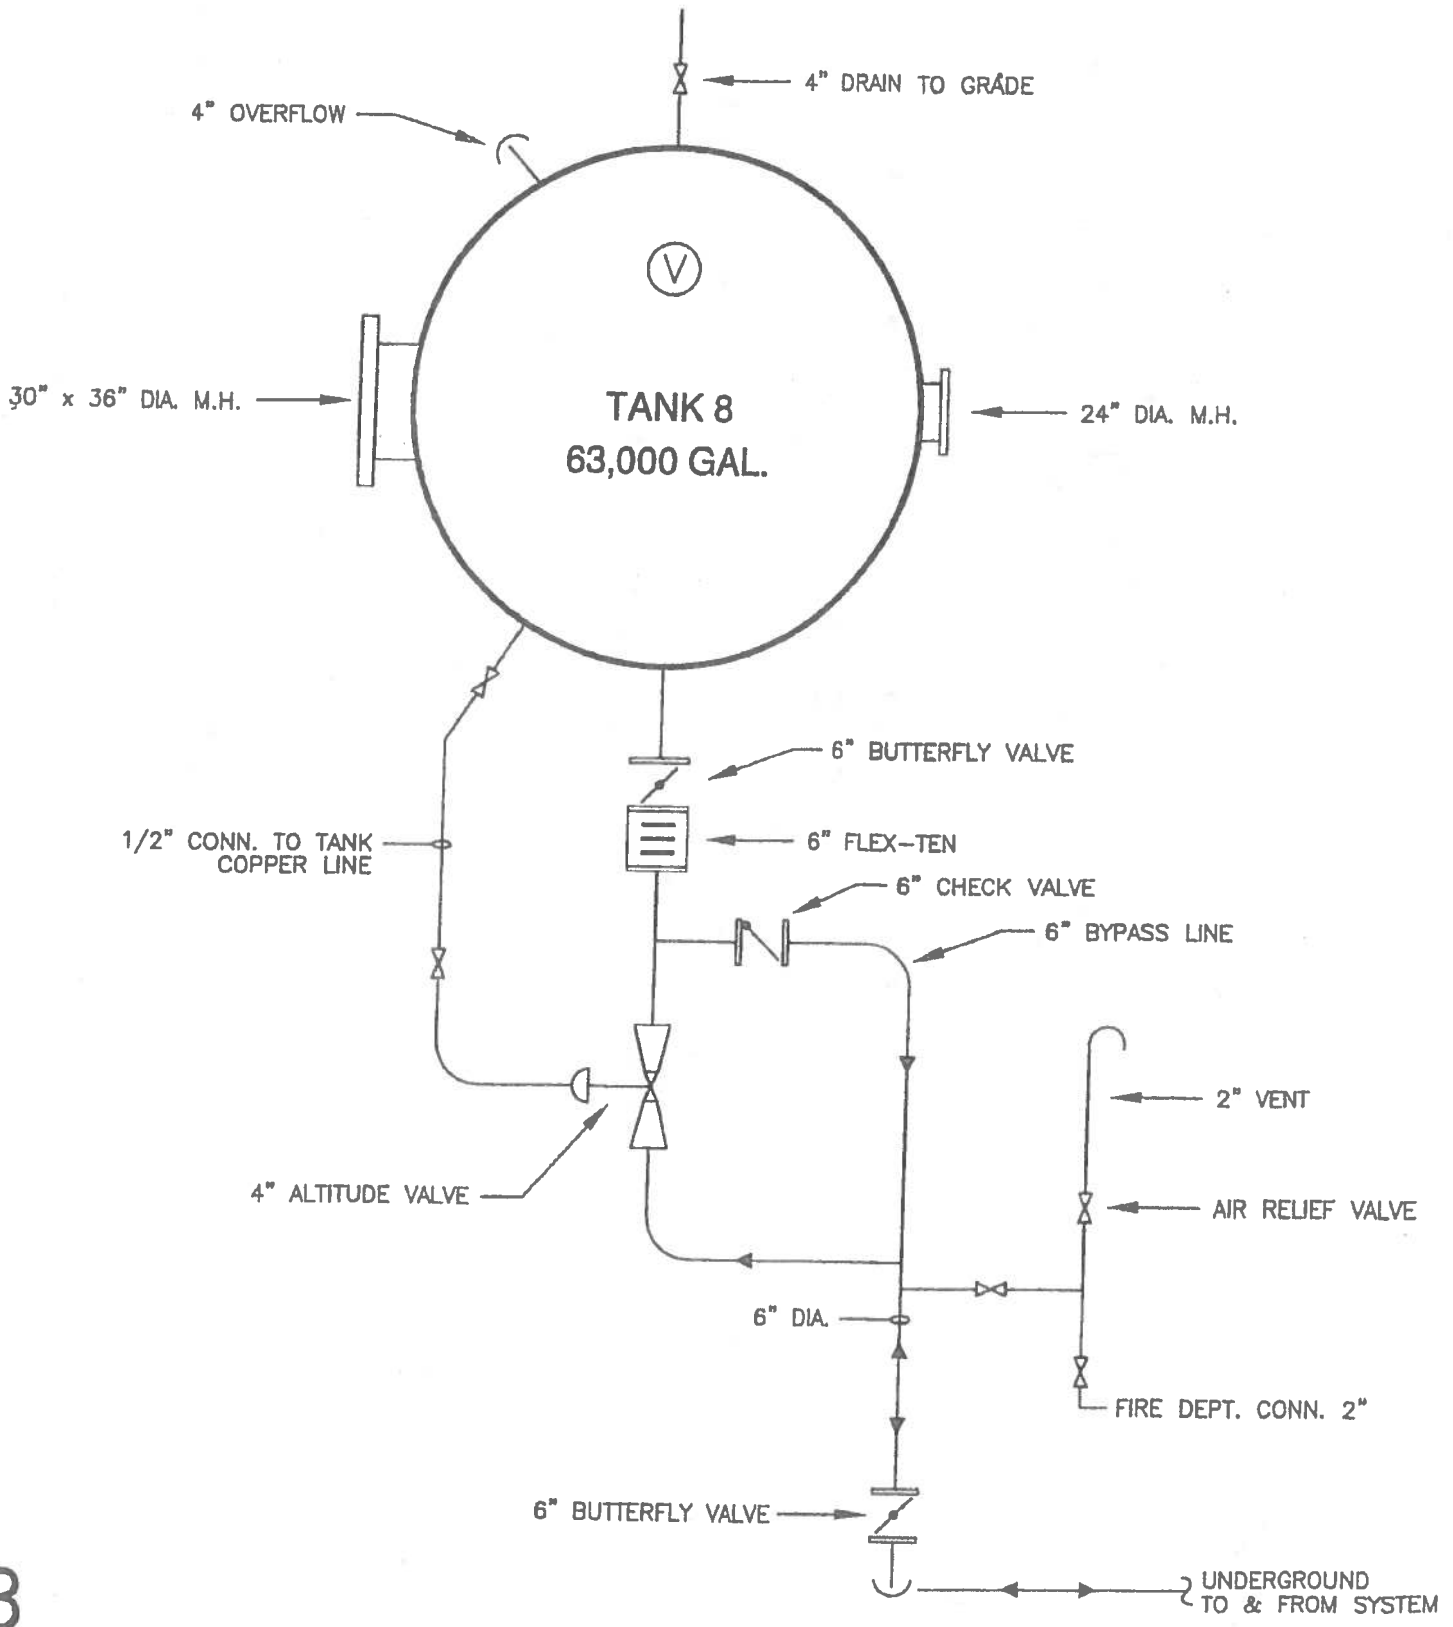 4" DRAIN TO GRADE
4" OVERFLOW
V
30" x 36" DIA. M.H.
TANK 8
63,000 GAL.
24" DIA. M.H.
6" BUTTERFLY VALVE
1/2" CONN. TO TANK
COPPER LINE
6" FLEX-TEN
6" CHECK VALVE
6" BYPASS LINE
2" VENT
4" ALTITUDE VALVE
AIR RELIEF VALVE
6" DIA.
FIRE DEPT. CONN. 2"
6" BUTTERFLY VALVE
UNDERGROUND
TO & FROM SYSTEM